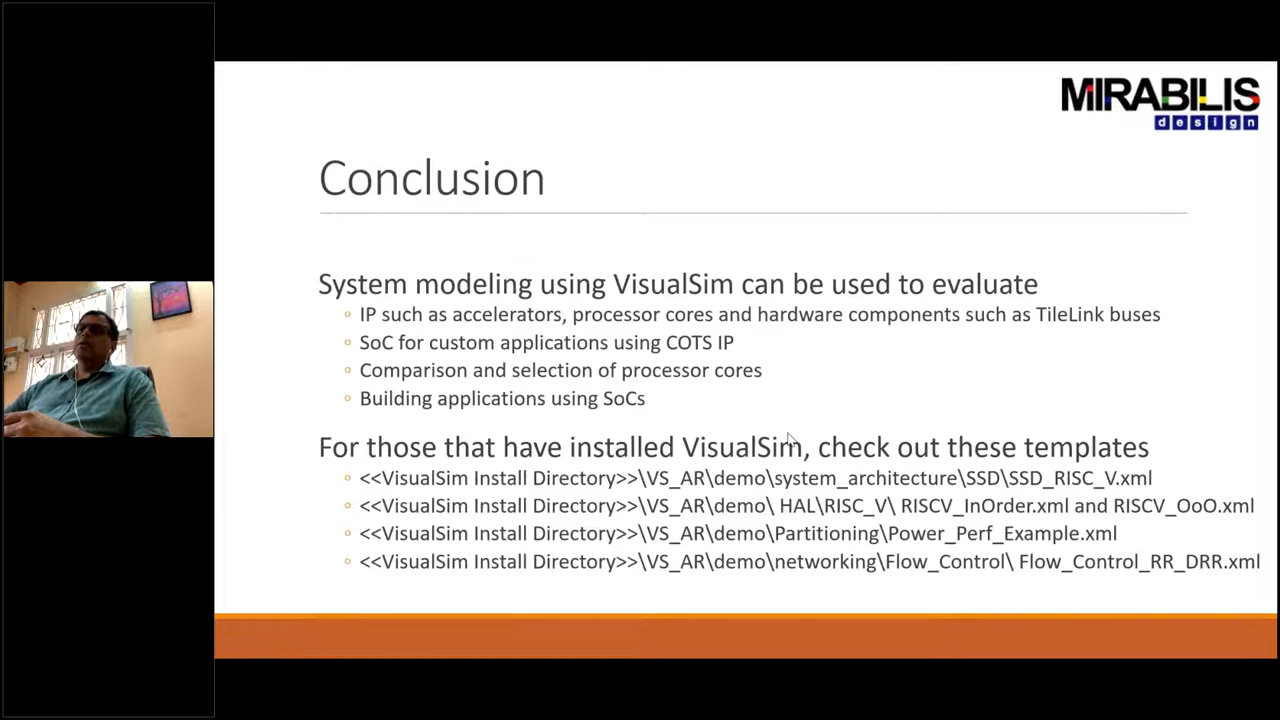 MIRABILIS
design
Conclusion
System modeling using VisualSim can be used to evaluate
◦ IP such as accelerators, processor cores and hardware components such as TileLink buses
◦ SoC for custom applications using COTS IP
◦ Comparison and selection of processor cores
◦ Building applications using SoCs
For those that have installed VisualSim, check out these templates
◦ <<VisualSim Install Directory>>\VS_AR\demo\system_architecture\SSD\SSD_RISC_V.xml
◦ <<VisualSim Install Directory>>\VS_AR\demo\ HAL\RISC_V\ RISCV_InOrder.xml and RISCV_OoO.xml
◦ <<VisualSim Install Directory>>\VS_AR\demo\Partitioning\Power_Perf_Example.xml
◦ <<VisualSim Install Directory>>\VS_AR\demo\networking\Flow_Control\ Flow_Control_RR_DRR.xml